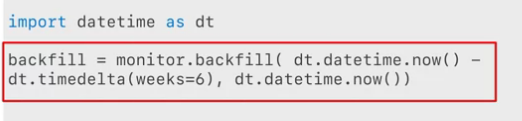 import datetime as dt
backfill = monitor.backfill( dt.datetime.now() -
dt.timedelta(weeks=6), dt.datetime.now())